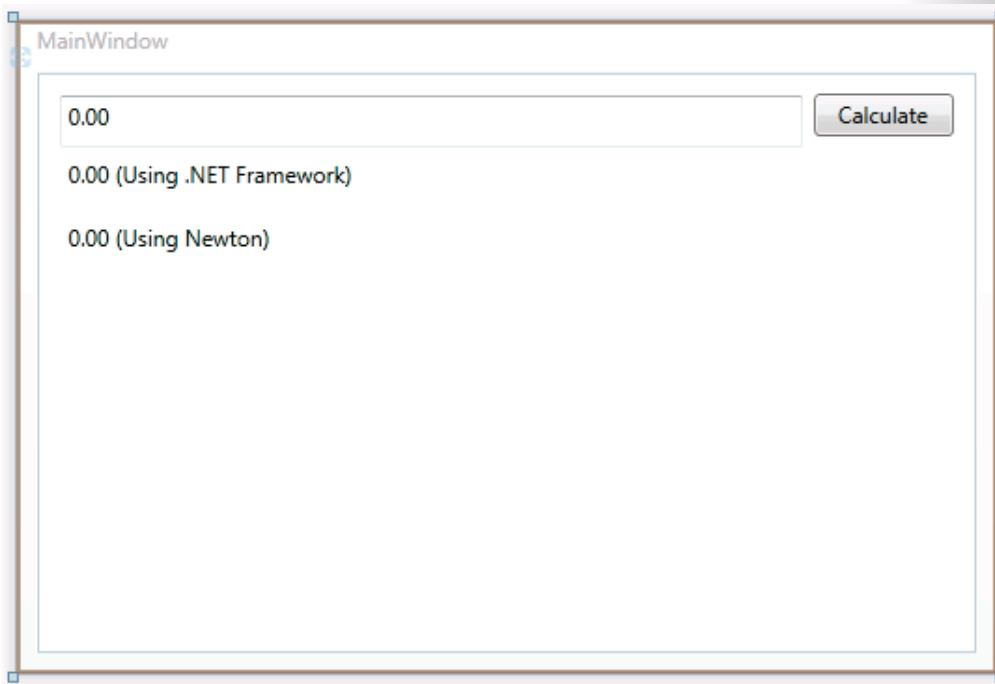 MainWindow
0.00
Calculate
0.00 (Using .NET Framework)
0.00 (Using Newton)